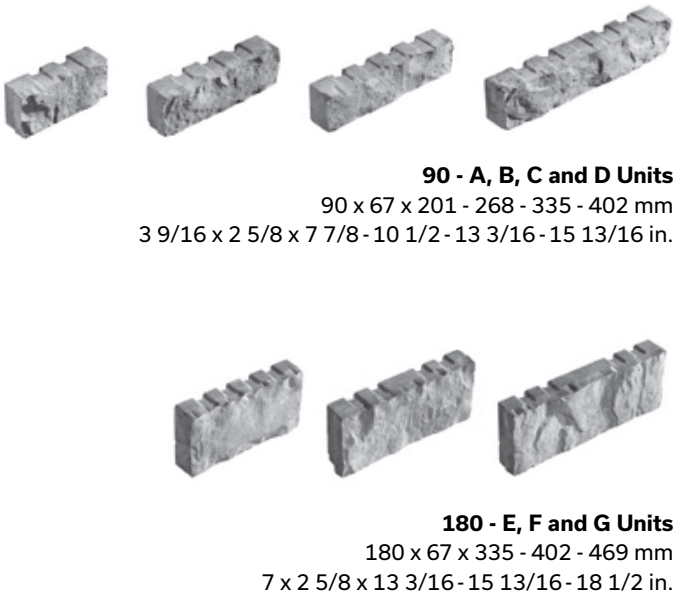 90 - A, B, C and D Units
90 x 67 x 201 - 268 - 335 - 402 mm
3 9/16 x 2 5/8 x 7 7/8 - 10 1/2 - 13 3/16 - 15 13/16 in.
180 - E, F and G Units
180 x 67 x 335 - 402 - 469 mm
7 x 2 5/8 x 13 3/16 - 15 13/16 - 18 1/2 in.